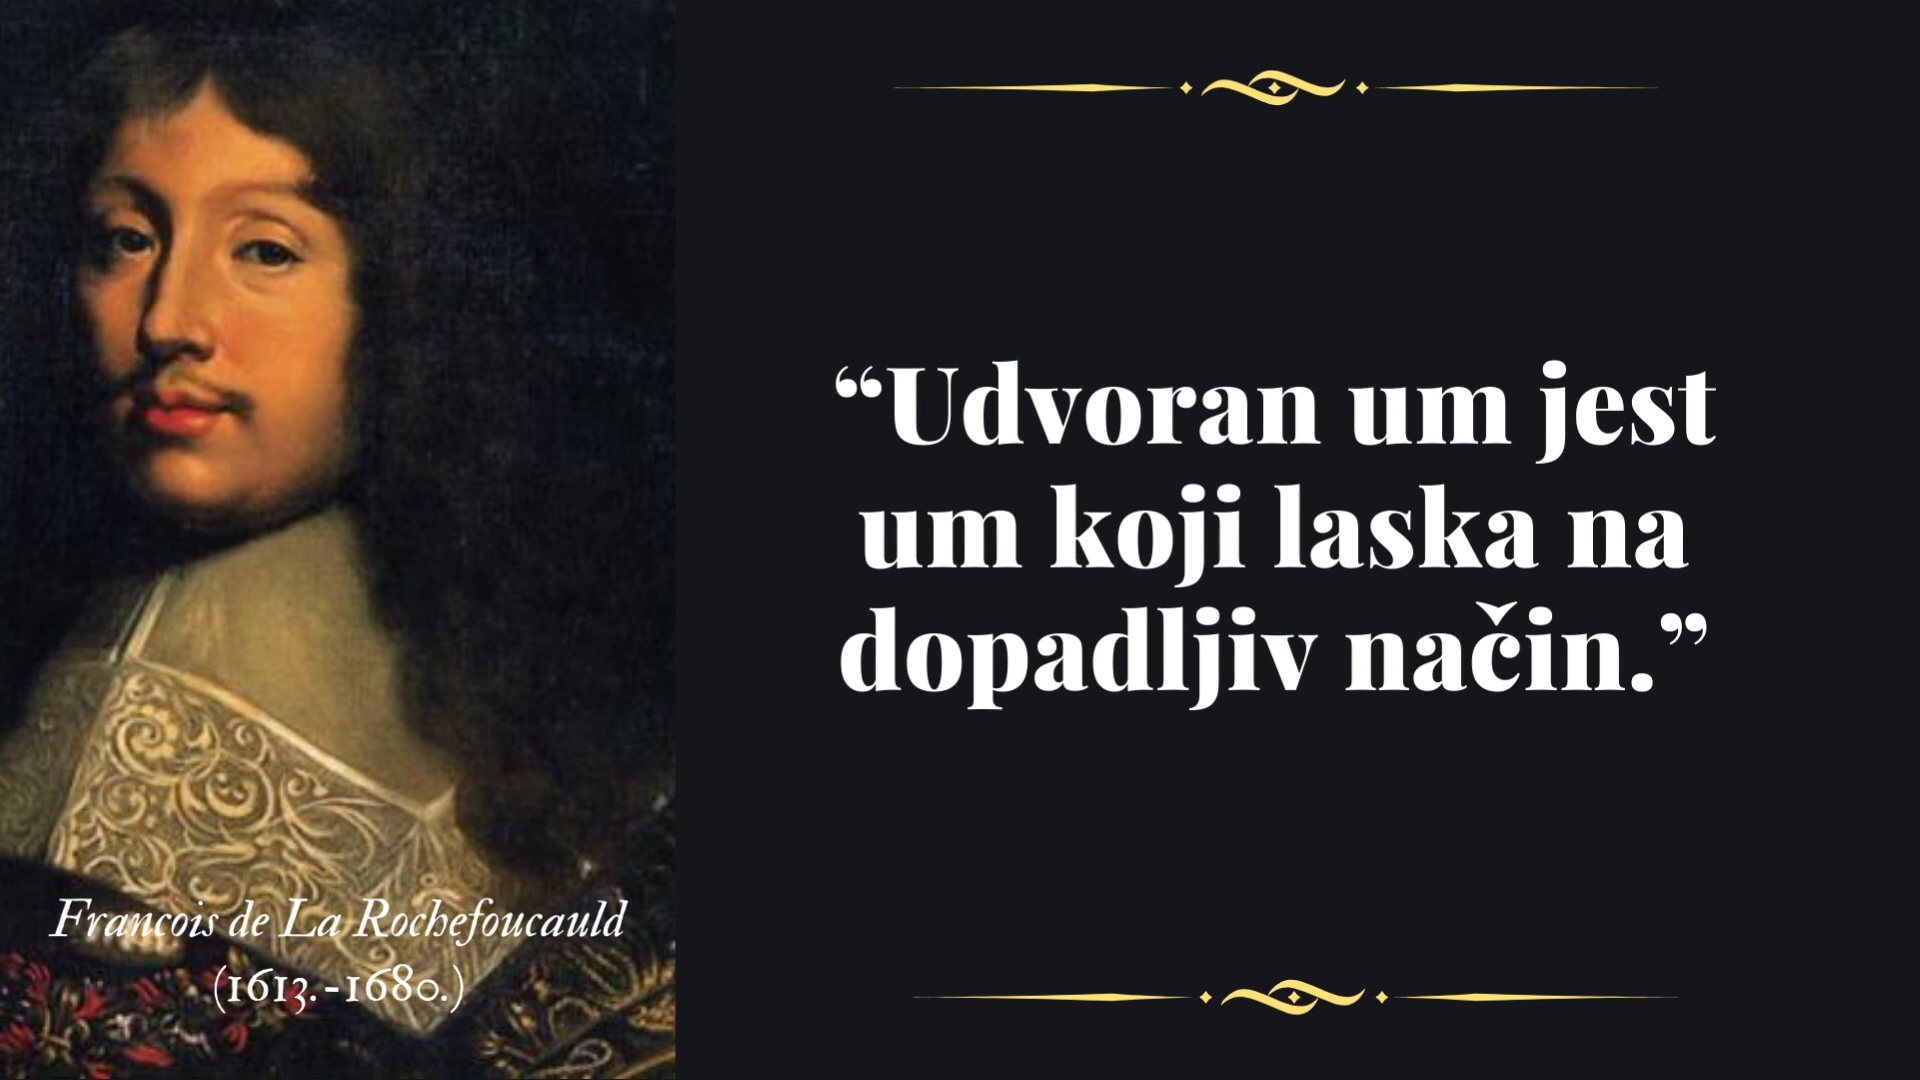 Francois de La Rochefoucauld
(1613.-1680.)
“Udvoran um jest
um koji laska na
dopadljiv način.”